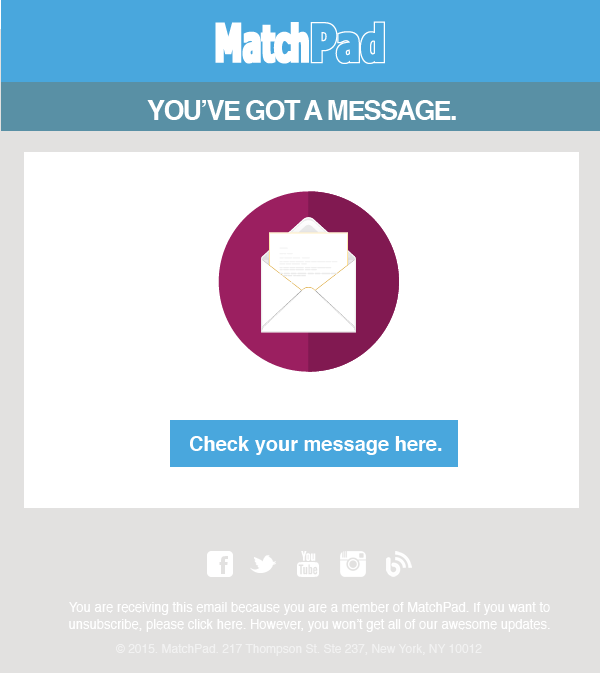 MatchPad
YOU'VE GOT A MESSAGE.
Check your message here.
f
You
Tube
b
You are receiving this email because you are a member of MatchPad. If you want to
unsubscribe, please click here. However, you won't get all of our awesome updates.
© 2015. MatchPad. 217 Thompson St. Ste 237, New York, NY 10012